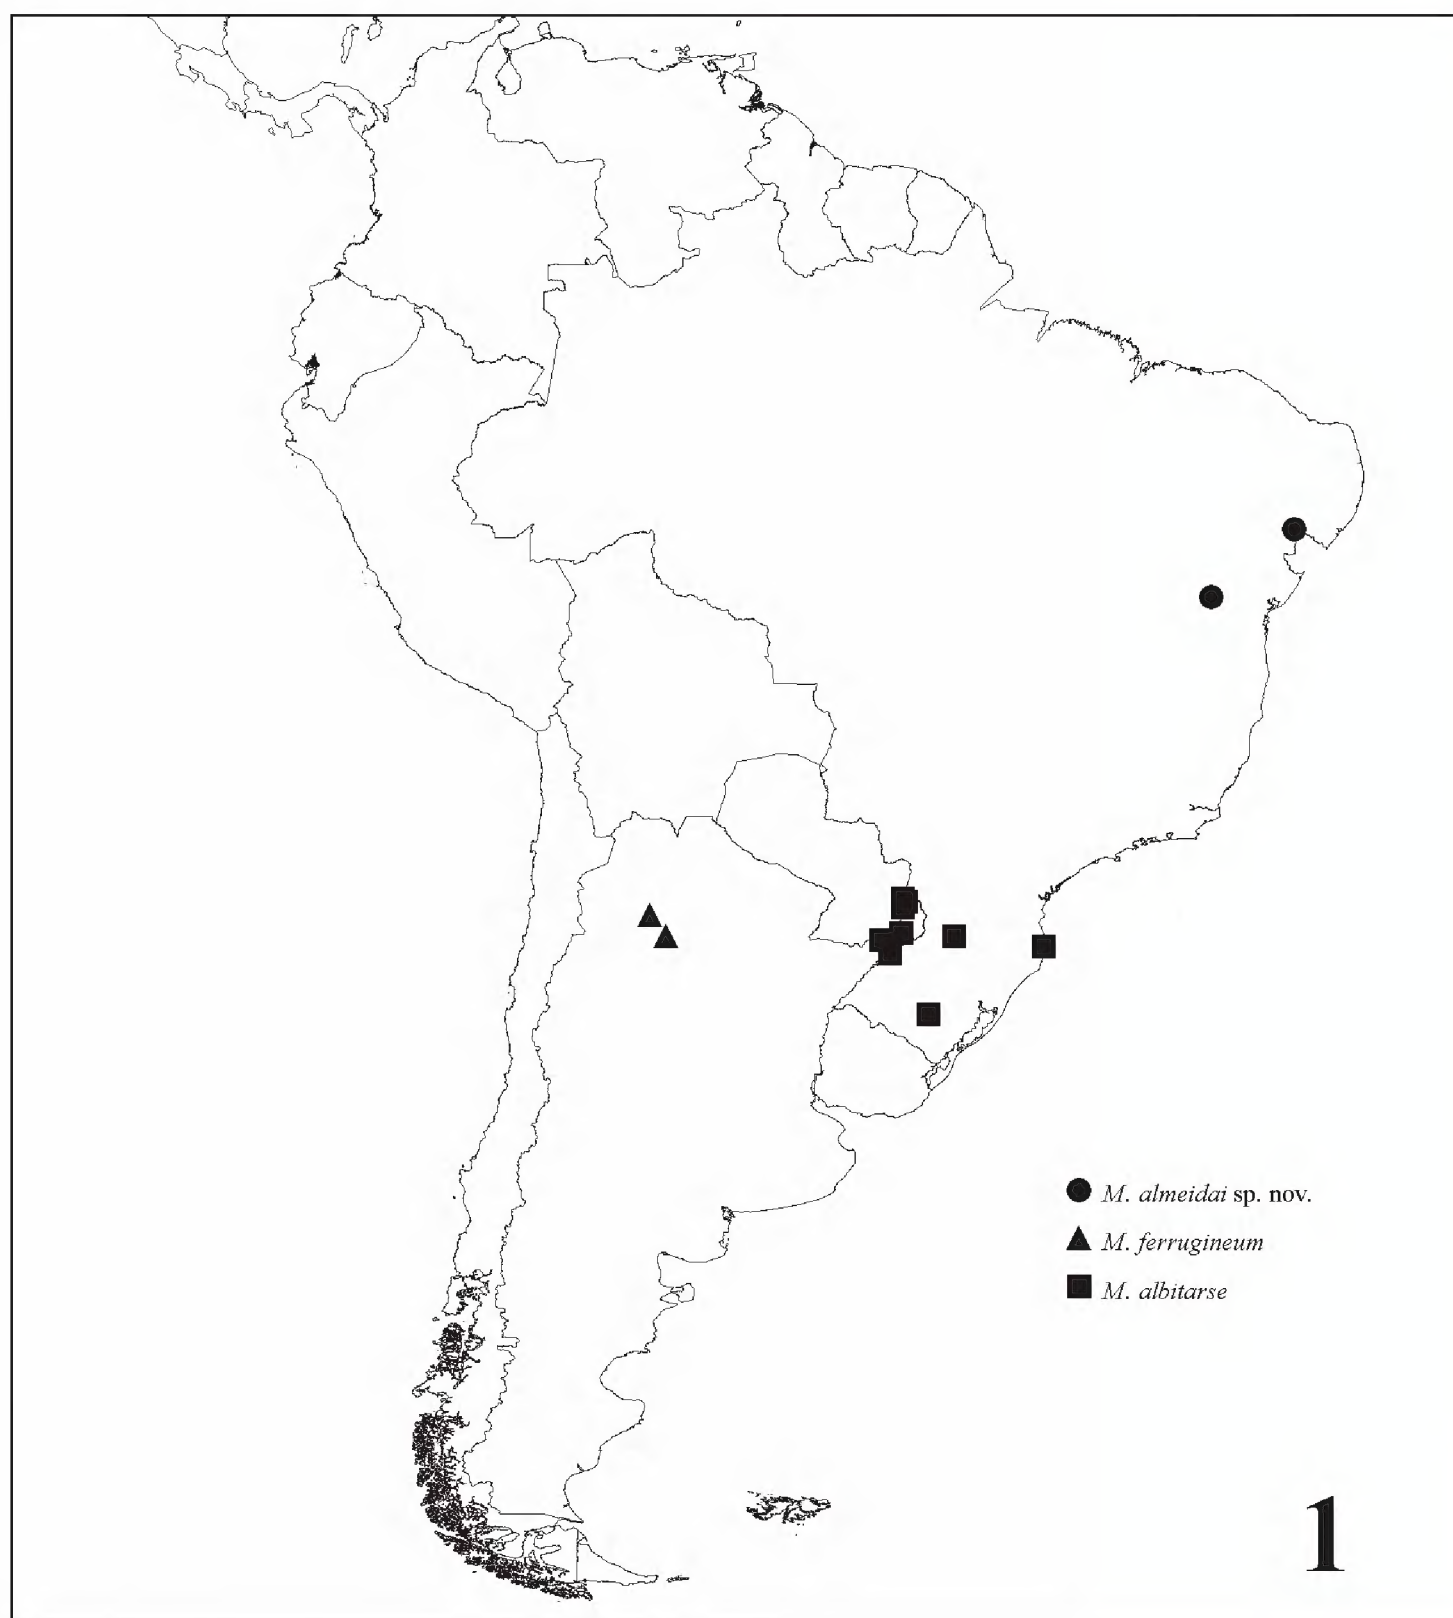 M. almeidai sp. nov.
M. ferrugineum
M. albitarse
1